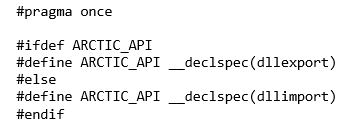 #pragma once
#ifdef ARCTIC_API
#define ARCTIC_API __declspec(dllexport)
#else
#define ARCTIC_API __declspec(dllimport)
#endif